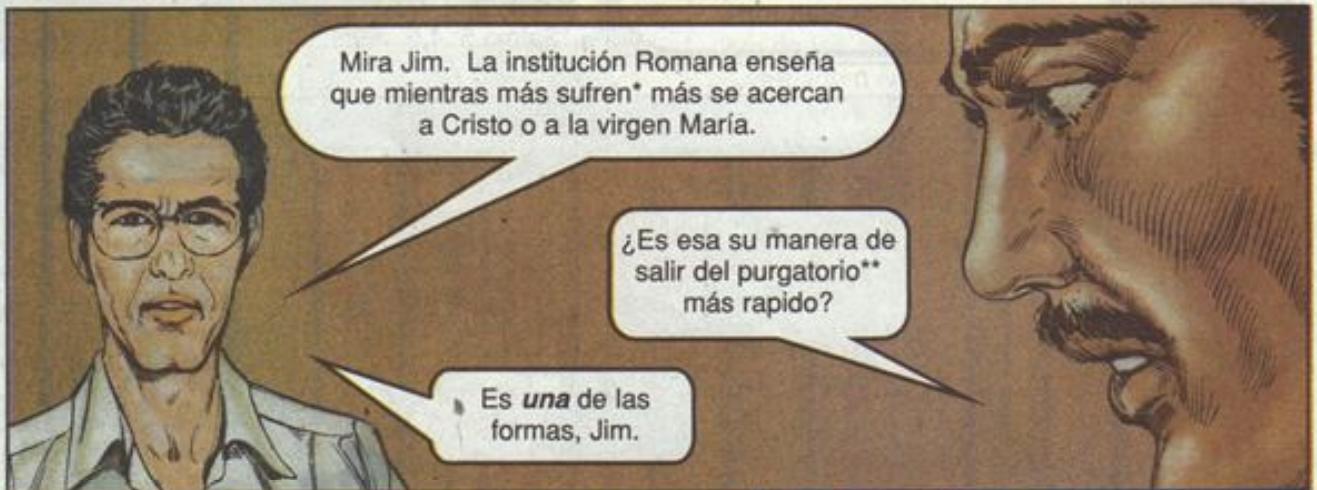 Mira Jim. La institución Romana enseña
que mientras más sufren* más se acercan
a Cristo o a la virgen María.
¿Es esa su manera de
salir del purgatorio**
más rapido?
Es una de las
formas, Jim.